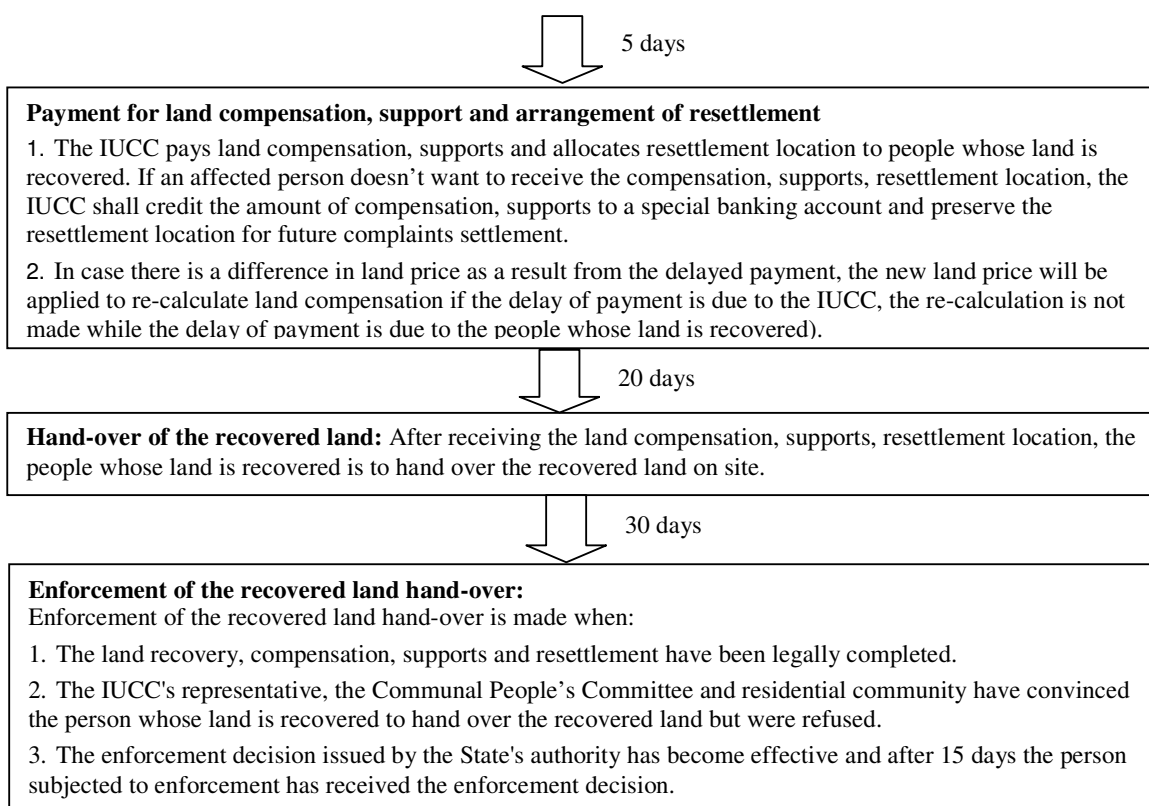 5 days
Payment for land compensation, support and arrangement of resettlement
1. The IUCC pays land compensation, supports and allocates resettlement location to people whose land is
recovered. If an affected person doesn’t want to receive the compensation, supports, resettlement location, the
IUCC shall credit the amount of compensation, supports to a special banking account and preserve the
resettlement location for future complaints settlement.
2. In case there is a difference in land price as a result from the delayed payment, the new land price will be
applied to re-calculate land compensation if the delay of payment is due to the IUCC, the re-calculation is not
made while the delay of payment is due to the people whose land is recovered).
20 days
Hand-over of the recovered land: After receiving the land compensation, supports, resettlement location, the
people whose land is recovered is to hand over the recovered land on site.
30 days
Enforcement of the recovered land hand-over:
Enforcement of the recovered land hand-over is made when:
1. The land recovery, compensation, supports and resettlement have been legally completed.
2. The IUCC's representative, the Communal People’s Committee and residential community have convinced
the person whose land is recovered to hand over the recovered land but were refused.
3. The enforcement decision issued by the State's authority has become effective and after 15 days the person
subjected to enforcement has received the enforcement decision.